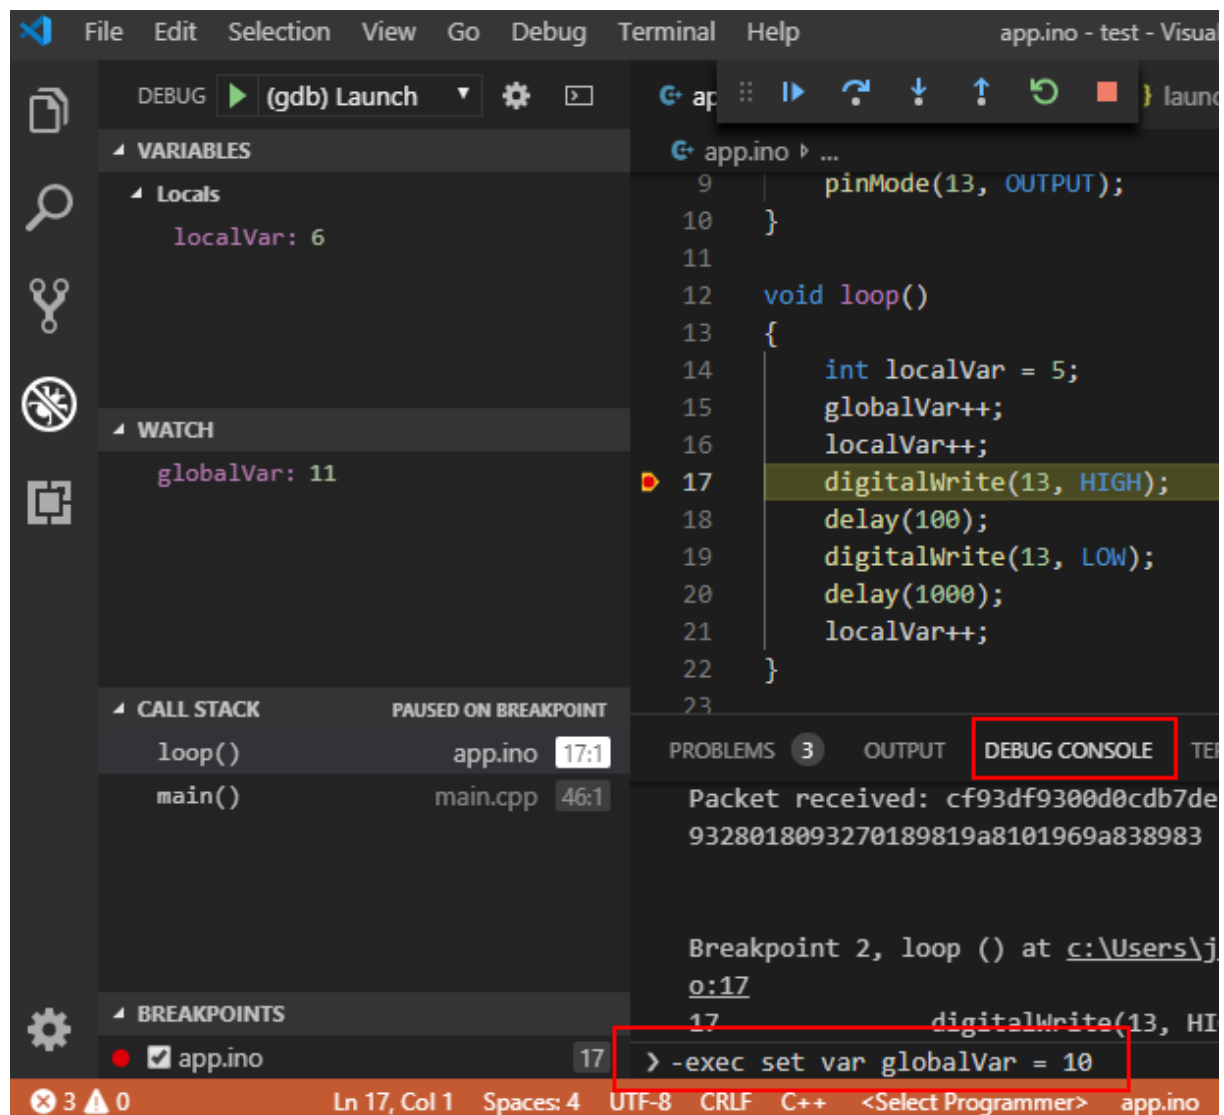 File Edit Selection View Go Debug Terminal Help app.ino - test - Visual
DEBUG (gdb) Launch
VARIABLES
Locals
localVar: 6
WATCH
globalVar: 11
CALL STACK PAUSED ON BREAKPOINT
loop() app.ino 17:1
main() main.cpp 46:1
BREAKPOINTS
app.ino 17
app.ino ...
9 pinMode(13, OUTPUT);
10 }
11
12 void loop()
13 {
14 int localVar = 5;
15 globalVar++;
16 localVar++;
17 digitalWrite(13, HIGH);
18 delay(100);
19 digitalWrite(13, LOW);
20 delay(1000);
21 localVar++;
22 }
23
PROBLEMS 3 OUTPUT DEBUG CONSOLE
Packet received: cf93df9300d0cdb7de
9328018093270189819a8101969a838983
Breakpoint 2, loop () at c:\Users\j
o:17
17 digitalWrite(13, HI
-exec set var globalVar = 10
3 0 Ln 17, Col 1 Spaces: 4 UTF-8 CRLF C++ <Select Programmer> app.ino